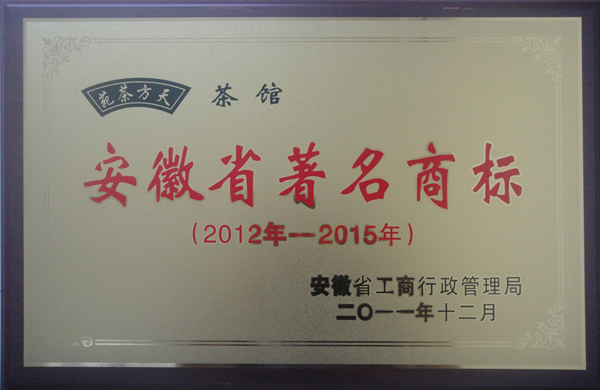 天方茶苑 茶馆
安徽省著名商标
(2012年--2015年)
安徽省工商行政管理局
二〇一一年十二月